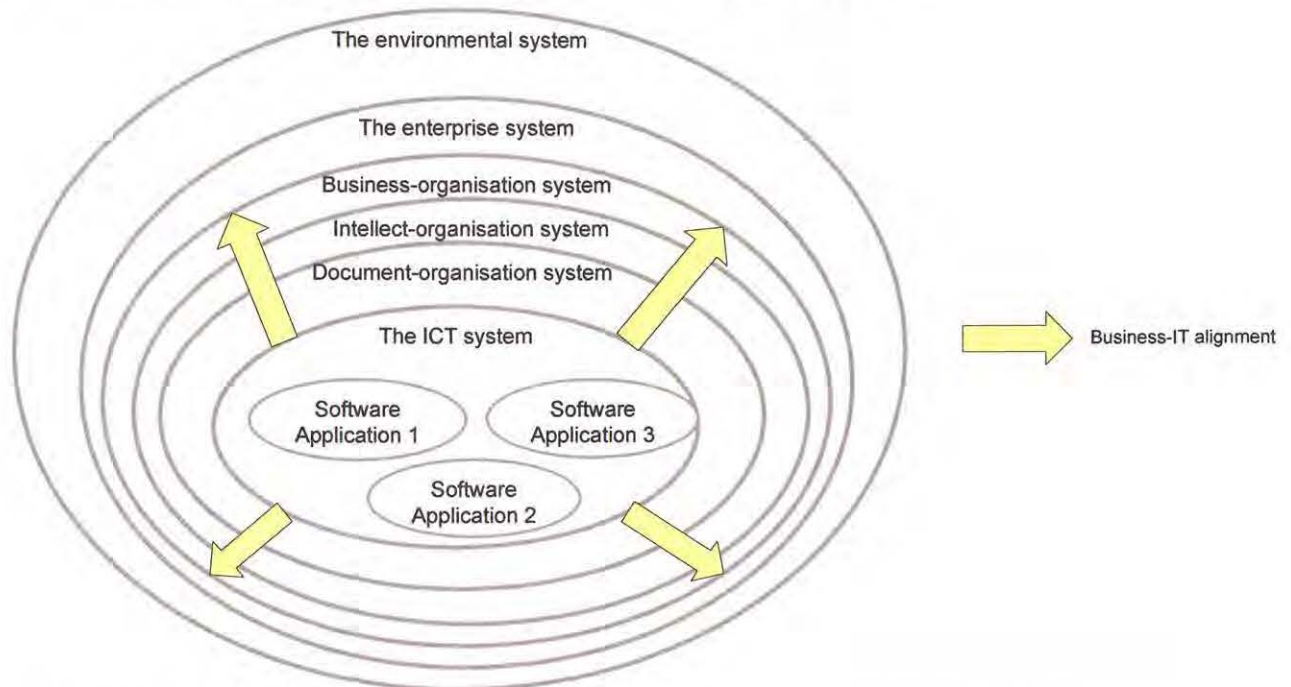 The environmental system
The enterprise system
Business-organisation system
Intellect-organisation system
Document-organisation system
The ICT system
Software
Application 1
Software
Application 3
Software
Application 2
Business-IT alignment